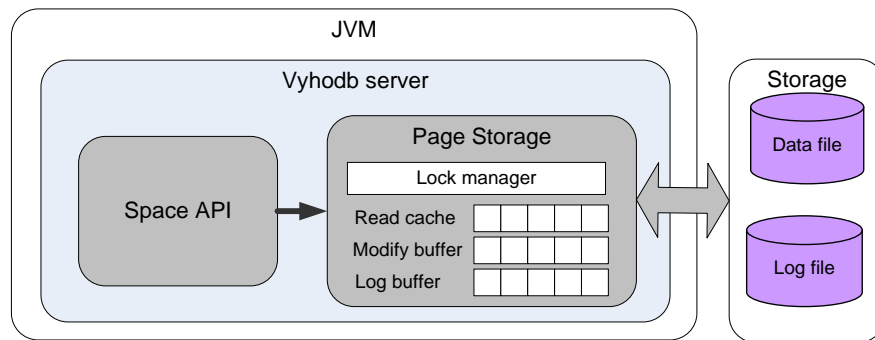 JVM
Vyhodb server
Space API
Page Storage
Lock manager
Read cache
Modify buffer
Log buffer
Storage
Data file
Log file